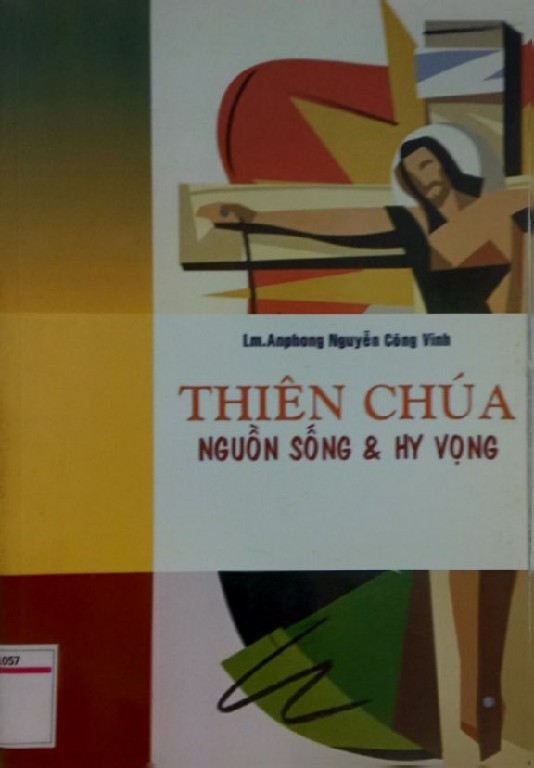 Lm.Anphong Nguyễn Công Vinh
THIÊN CHÚA
NGUỒN SỐNG & HY VỌNG
1057